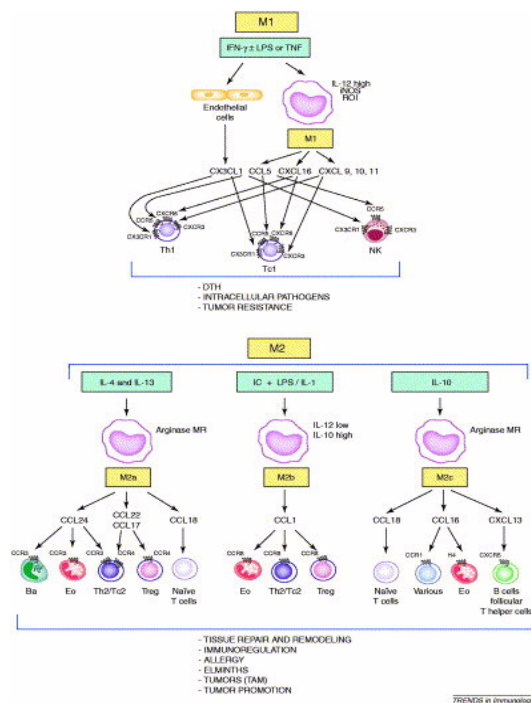 M1
IFN-γ ± LPS or TNF
Endothelial
cells
IL-12 high
iNOS
ROI
M1
CX3CL1 CCL5 CXCL16 CXCL 9, 10, 11
CCR5 CXCR6
CX3CR1 CXCR3
Th1
CCR5 CXCR6
CX3CR1 CXCR3
Tc1
CCR5
CX3CR1 CXCR3
NK
- DTH
- INTRACELLULAR PATHOGENS
- TUMOR RESISTANCE
M2
IL-4 and IL-13
IC + LPS / IL-1
IL-10
Arginase MR
IL-12 low
IL-10 high
Arginase MR
M2a
M2b
M2c
CCL24
CCL22
CCL17
CCL18
CCL1
CCL18
CCL16
CXCL13
CCR3 CCR3 CCR3 CCR4 CCR4
CCR8 CCR8 CCR8
CCR1 H4 CXCR5
Ba Eo Th2/Tc2 Treg Naïve
T cells
Eo Th2/Tc2 Treg
Naïve
T cells
Various Eo B cells
follicular
T helper cells
- TISSUE REPAIR AND REMODELING
- IMMUNOREGULATION
- ALLERGY
- ELMINTHS
- TUMORS (TAM)
- TUMOR PROMOTION
TRENDS in Immunology